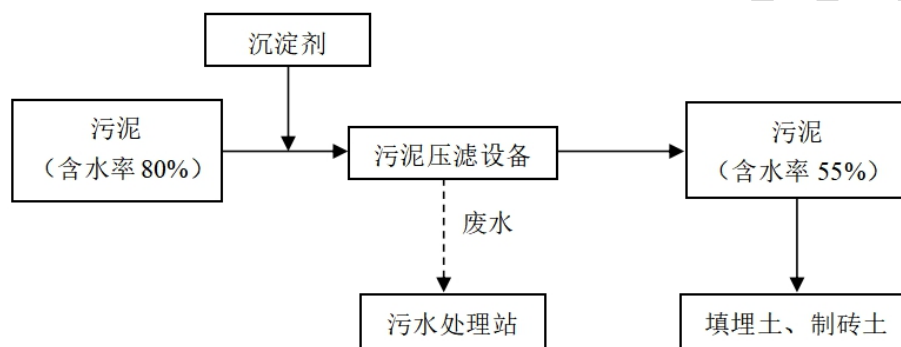 沉淀剂
污泥
（含水率 80%）
污泥压滤设备
污泥
（含水率 55%）
废水
污水处理站
填埋土、制砖土